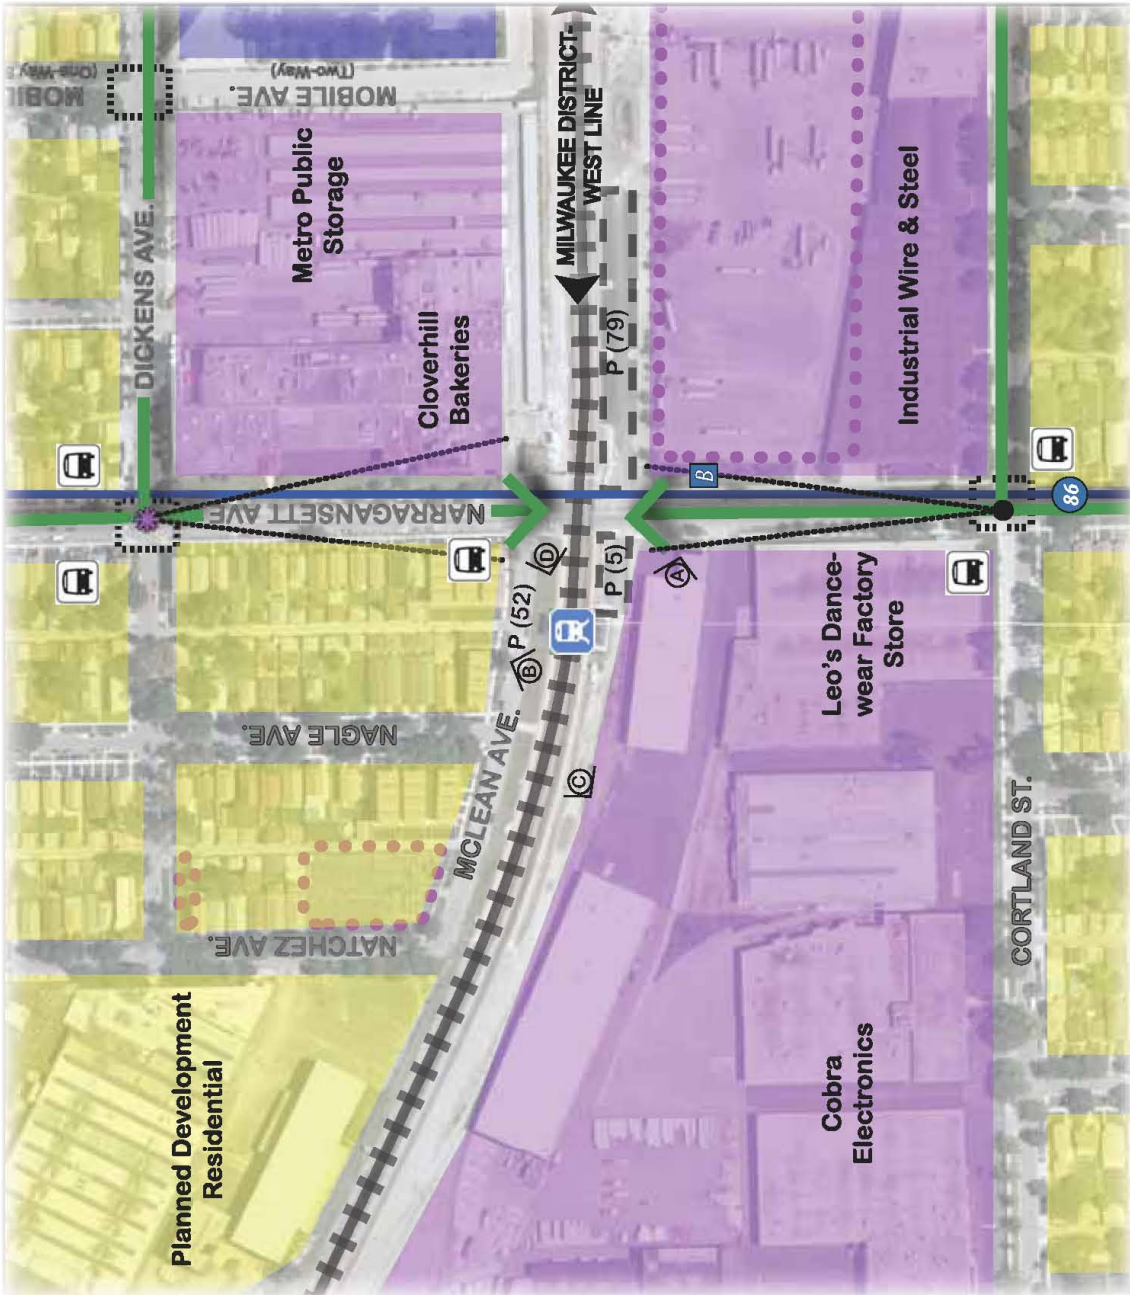 MOBILE AVE.
(One-Way
MOBILE AVE.
(Two-Way)
DICKENS AVE.
Metro Public
Storage
Cloverhill
Bakeries
MILWAUKEE DISTRICT-
WEST LINE
Industrial Wire & Steel
P (79)
NARRAGANSETT AVE
B
86
P (52)
P (5)
A
B
C
D
NAGLE AVE.
MCLEAN AVE.
NATCHEZ AVE.
Leo's Dance-
wear Factory
Store
CORTLAND ST.
Planned Development
Residential
Cobra
Electronics